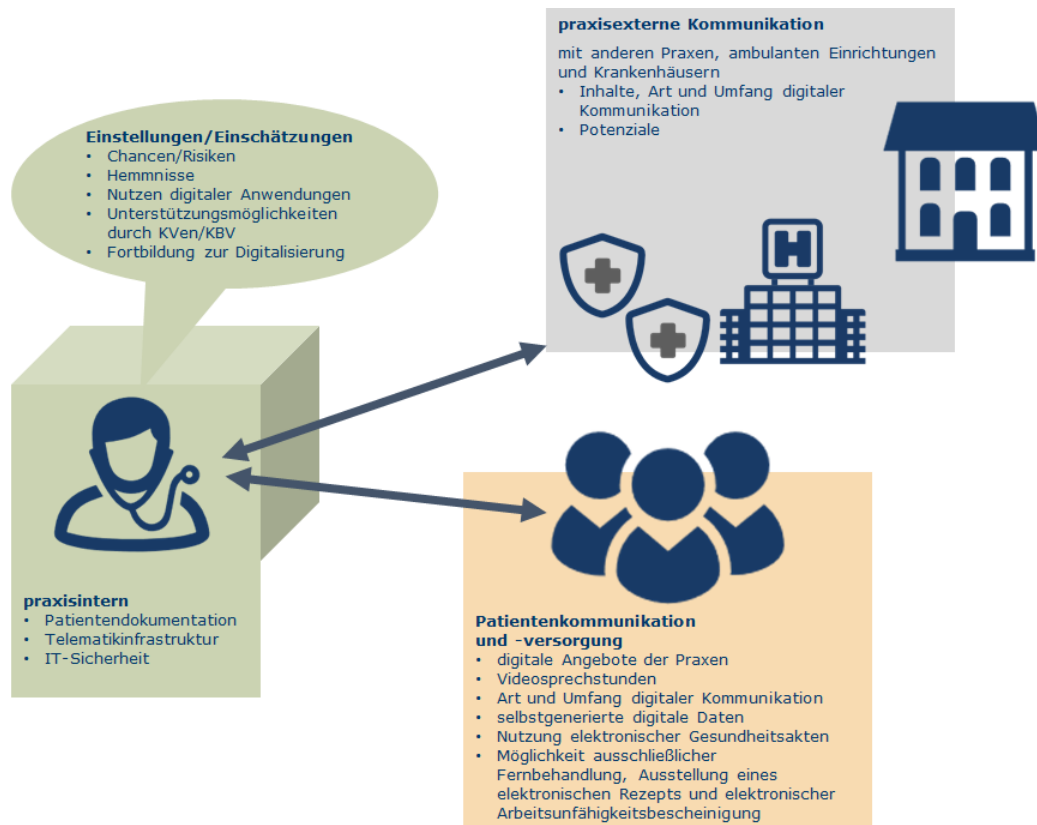 praxisexterne Kommunikation
mit anderen Praxen, ambulanten Einrichtungen
und Krankenhäusern
• Inhalte, Art und Umfang digitaler
Kommunikation
• Potenziale
Einstellungen/Einschätzungen
• Chancen/Risiken
• Hemmnisse
• Nutzen digitaler Anwendungen
• Unterstützungsmöglichkeiten
durch KVen/KBV
• Fortbildung zur Digitalisierung
H
praxisintern
• Patientendokumentation
• Telematikinfrastruktur
• IT-Sicherheit
Patientenkommunikation
und -versorgung
• digitale Angebote der Praxen
• Videosprechstunden
• Art und Umfang digitaler Kommunikation
• selbstgenerierte digitale Daten
• Nutzung elektronischer Gesundheitsakten
• Möglichkeit ausschließlicher
Fernbehandlung, Ausstellung eines
elektronischen Rezepts und elektronischer
Arbeitsunfähigkeitsbescheinigung